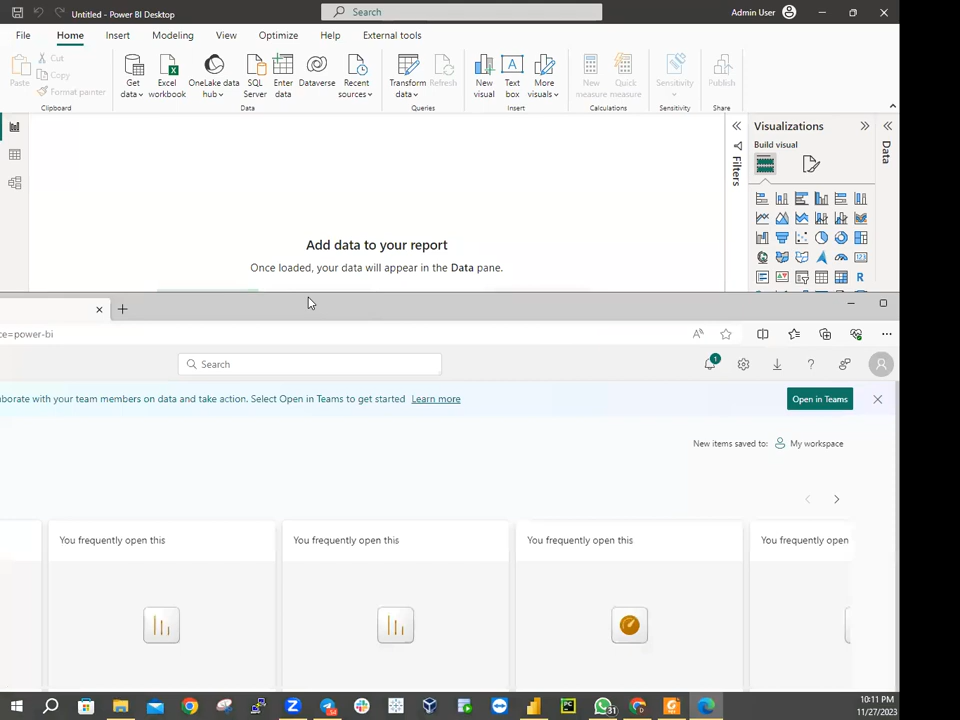 Untitled - Power BI Desktop
Search
Admin User
File Home Insert Modeling View Optimize Help External tools
Paste
Cut
Copy
Format painter
Clipboard
Get data
Excel workbook
OneLake data hub
SQL Server
Enter data
Dataverse
Recent sources
Data
Transform data
Refresh
Queries
New visual
Text box
More visuals
Insert
New measure
Quick measure
Calculations
Sensitivity
Sensitivity
Publish
Share
Filters
Visualizations
Build visual
Data
Add data to your report
Once loaded, your data will appear in the Data pane.
ce=power-bi
Search
1
aborate with your team members on data and take action. Select Open in Teams to get started Learn more
Open in Teams
New items saved to: My workspace
You frequently open this
You frequently open this
You frequently open this
You frequently open
31
10:11 PM
11/27/2023